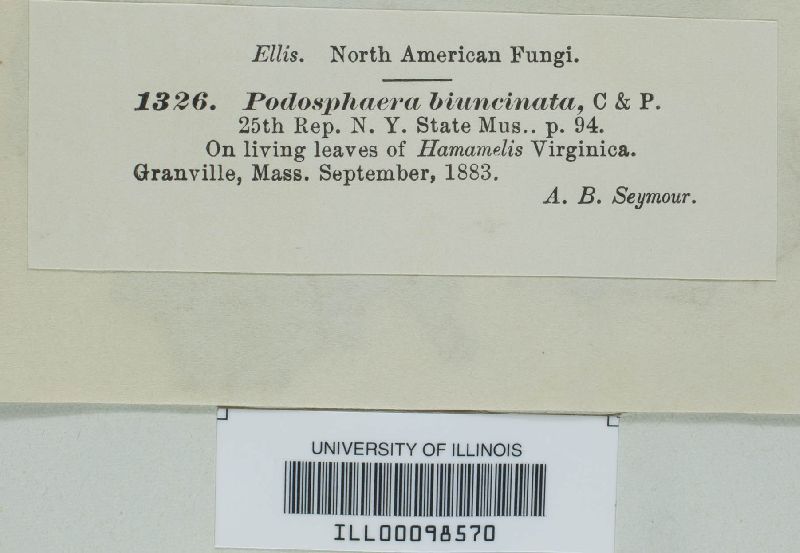 Ellis. North American Fungi.
1326. Podosphaera biuncinata, C & P.
25th Rep. N. Y. State Mus.. p. 94.
On living leaves of Hamamelis Virginica.
Granville, Mass. September, 1883.
A. B. Seymour.
UNIVERSITY OF ILLINOIS
ILL00098570